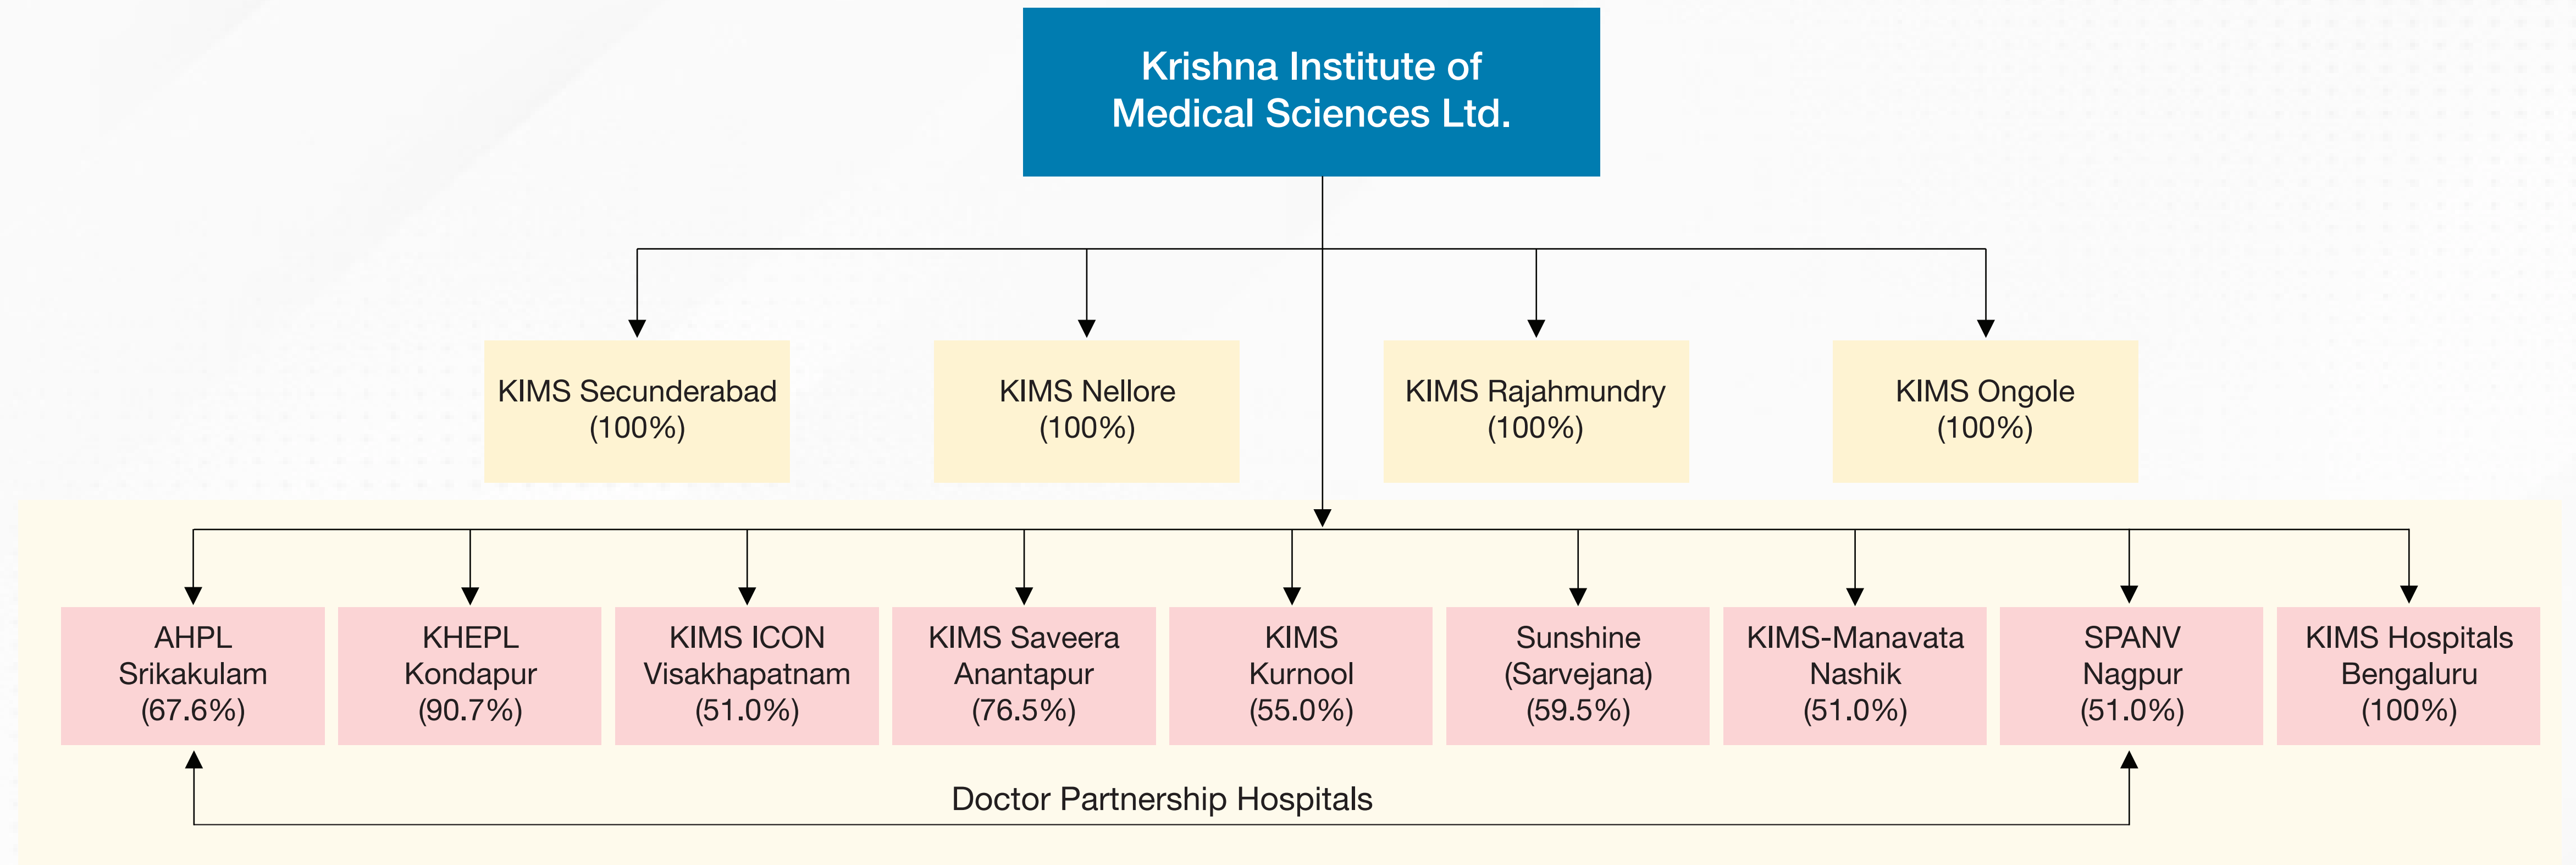 Krishna Institute of
Medical Sciences Ltd.
KIMS Secunderabad
(100%)
KIMS Nellore
(100%)
KIMS Rajahmundry
(100%)
KIMS Ongole
(100%)
AHPL
Srikakulam
(67.6%)
KHEPL
Kondapur
(90.7%)
KIMS ICON
Visakhapatnam
(51.0%)
KIMS Saveera
Anantapur
(76.5%)
KIMS
Kurnool
(55.0%)
Sunshine
(Sarvejana)
(59.5%)
KIMS-Manavata
Nashik
(51.0%)
SPANV
Nagpur
(51.0%)
KIMS Hospitals
Bengaluru
(100%)
Doctor Partnership Hospitals